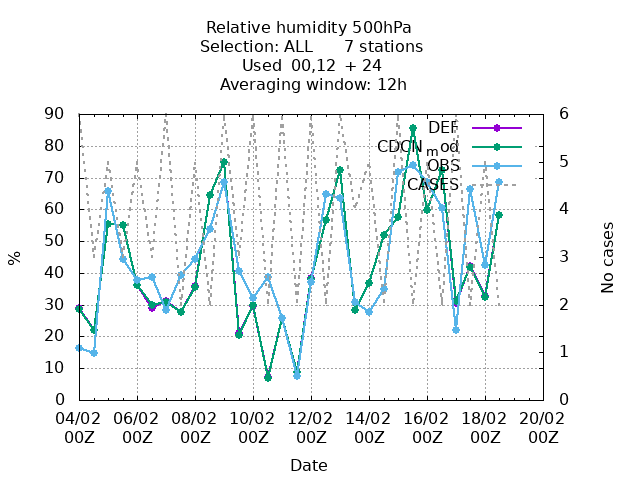 Relative humidity 500hPa
Selection: ALL 7 stations
Used 00,12 + 24
Averaging window: 12h
90 6
DEF
80 CDCN_mod
OBS
70 5
CASES
60 4
50
%
40 3
No cases
30 2
20
10 1
0 0
04/02 06/02 08/02 10/02 12/02 14/02 16/02 18/02 20/02
00Z 00Z 00Z 00Z 00Z 00Z 00Z 00Z 00Z
Date